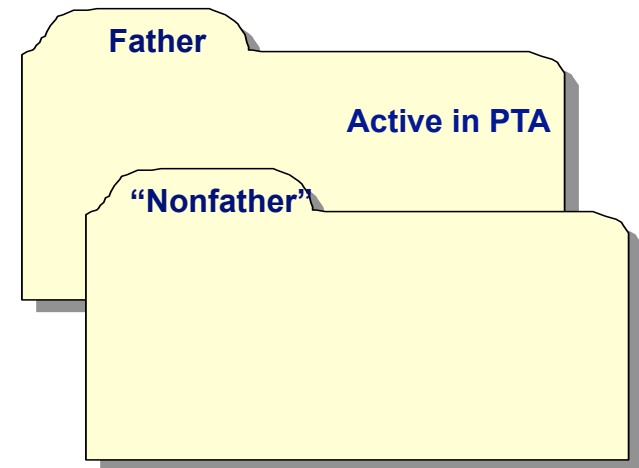 Father
Active in PTA
“Nonfather”